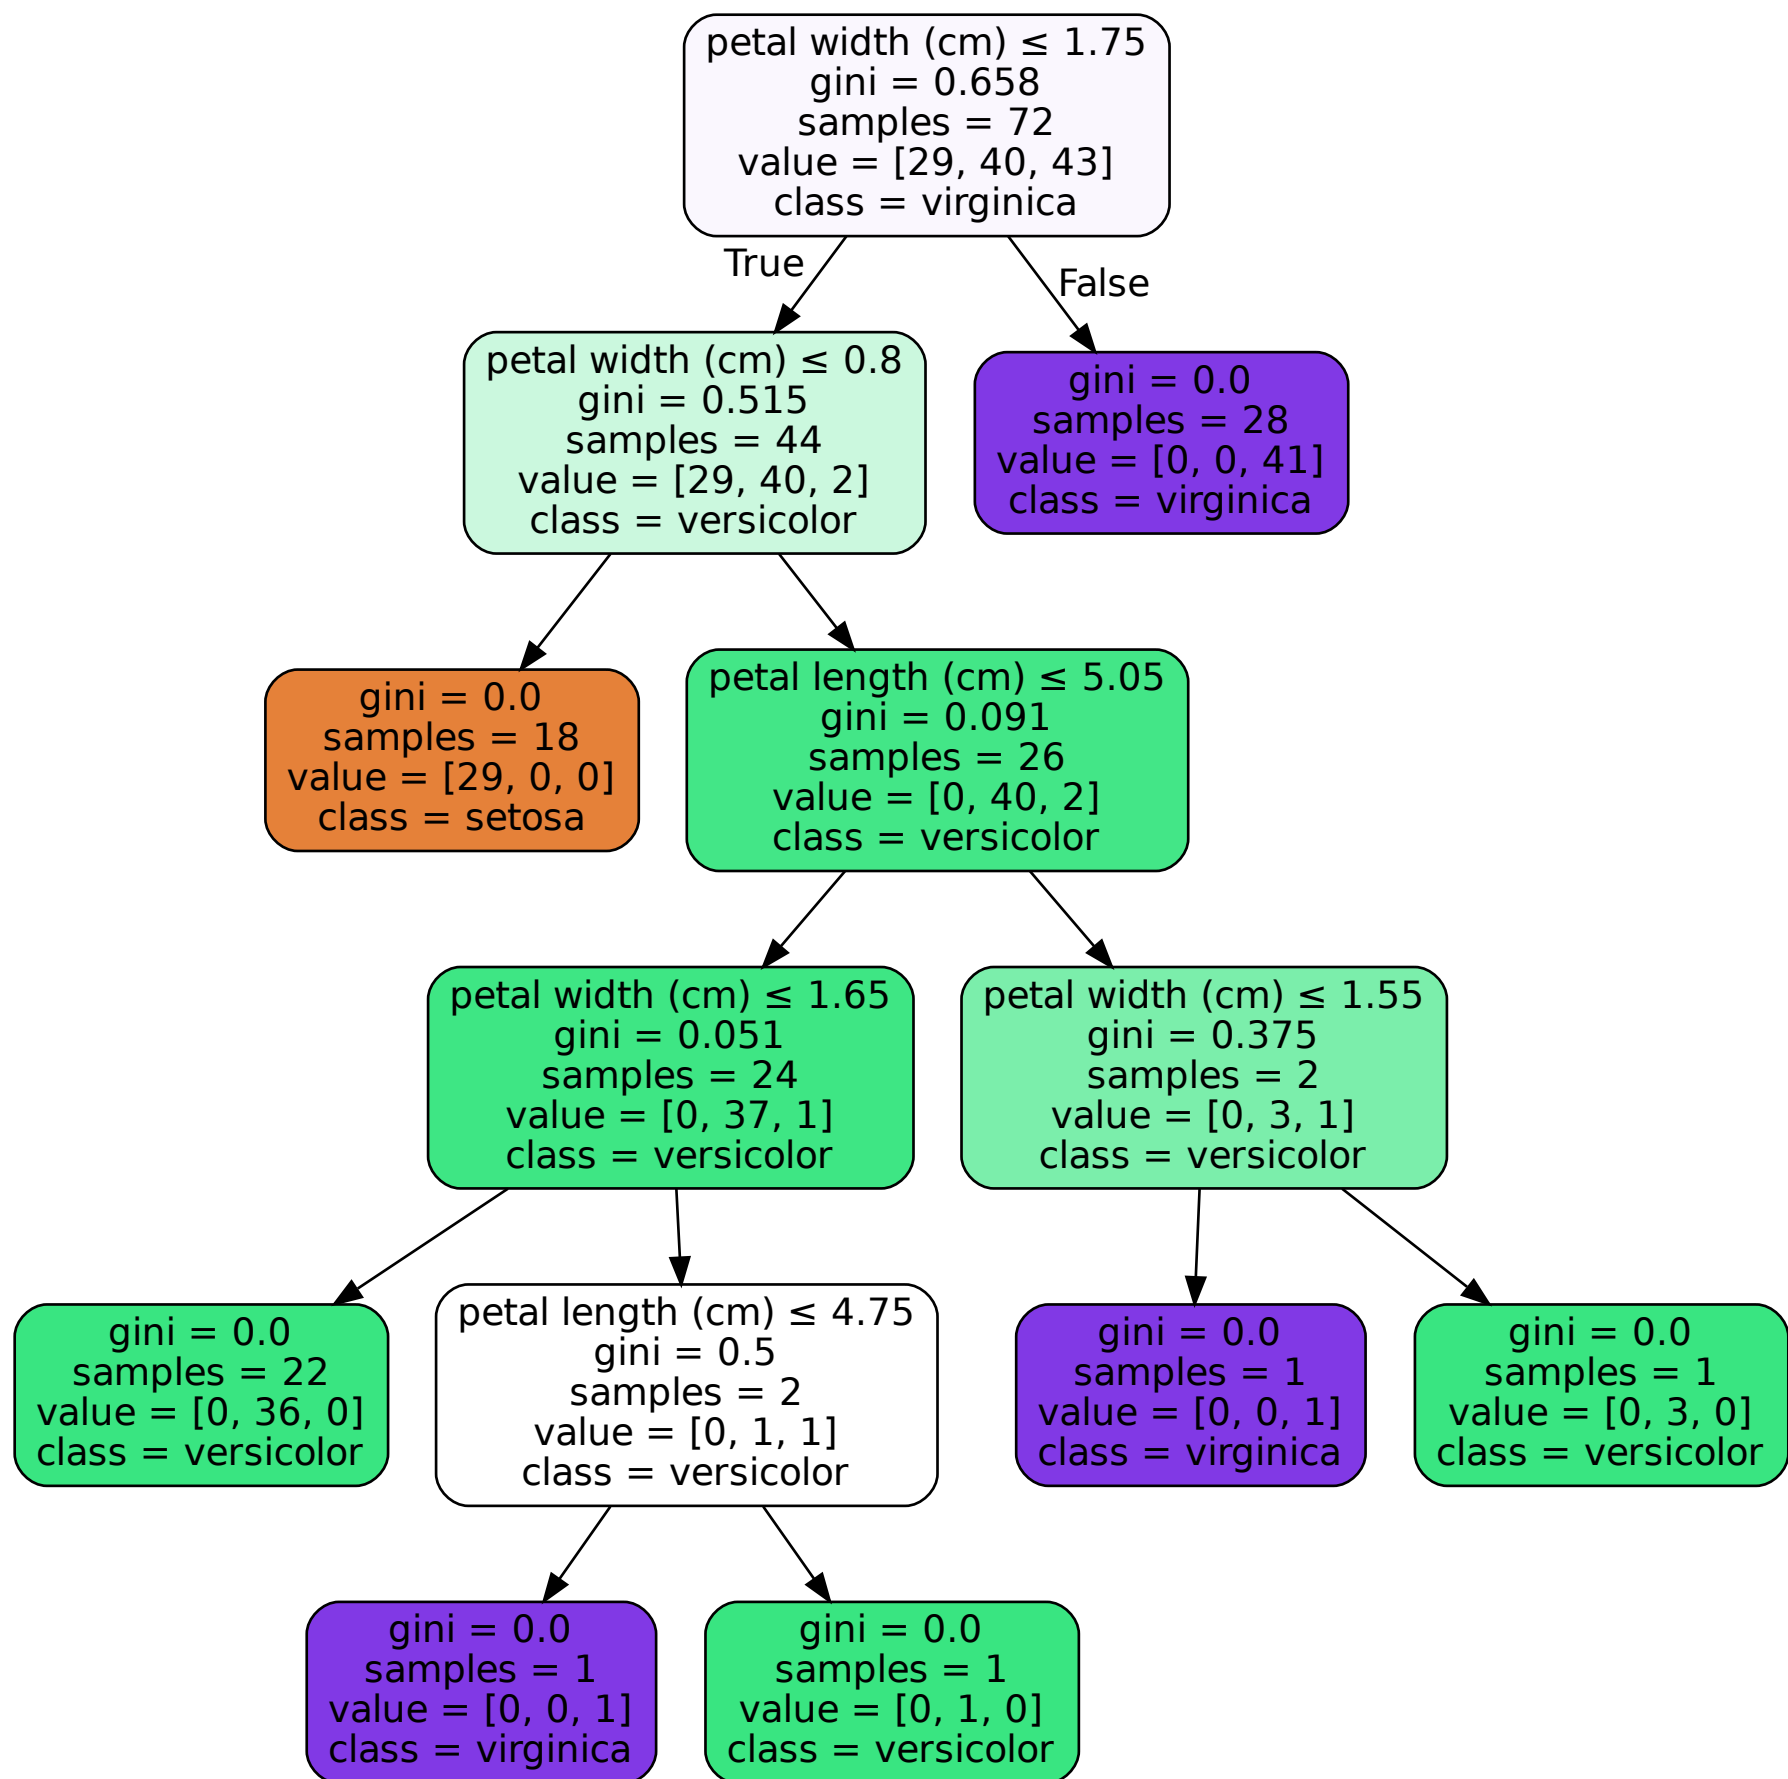 petal width (cm) ≤ 1.75
gini = 0.658
samples = 72
value = [29, 40, 43]
class = virginica
True
False
petal width (cm) ≤ 0.8
gini = 0.515
samples = 44
value = [29, 40, 2]
class = versicolor
gini = 0.0
samples = 28
value = [0, 0, 41]
class = virginica
gini = 0.0
samples = 18
value = [29, 0, 0]
class = setosa
petal length (cm) ≤ 5.05
gini = 0.091
samples = 26
value = [0, 40, 2]
class = versicolor
petal width (cm) ≤ 1.65
gini = 0.051
samples = 24
value = [0, 37, 1]
class = versicolor
petal width (cm) ≤ 1.55
gini = 0.375
samples = 2
value = [0, 3, 1]
class = versicolor
gini = 0.0
samples = 22
value = [0, 36, 0]
class = versicolor
petal length (cm) ≤ 4.75
gini = 0.5
samples = 2
value = [0, 1, 1]
class = versicolor
gini = 0.0
samples = 1
value = [0, 0, 1]
class = virginica
gini = 0.0
samples = 1
value = [0, 3, 0]
class = versicolor
gini = 0.0
samples = 1
value = [0, 0, 1]
class = virginica
gini = 0.0
samples = 1
value = [0, 1, 0]
class = versicolor